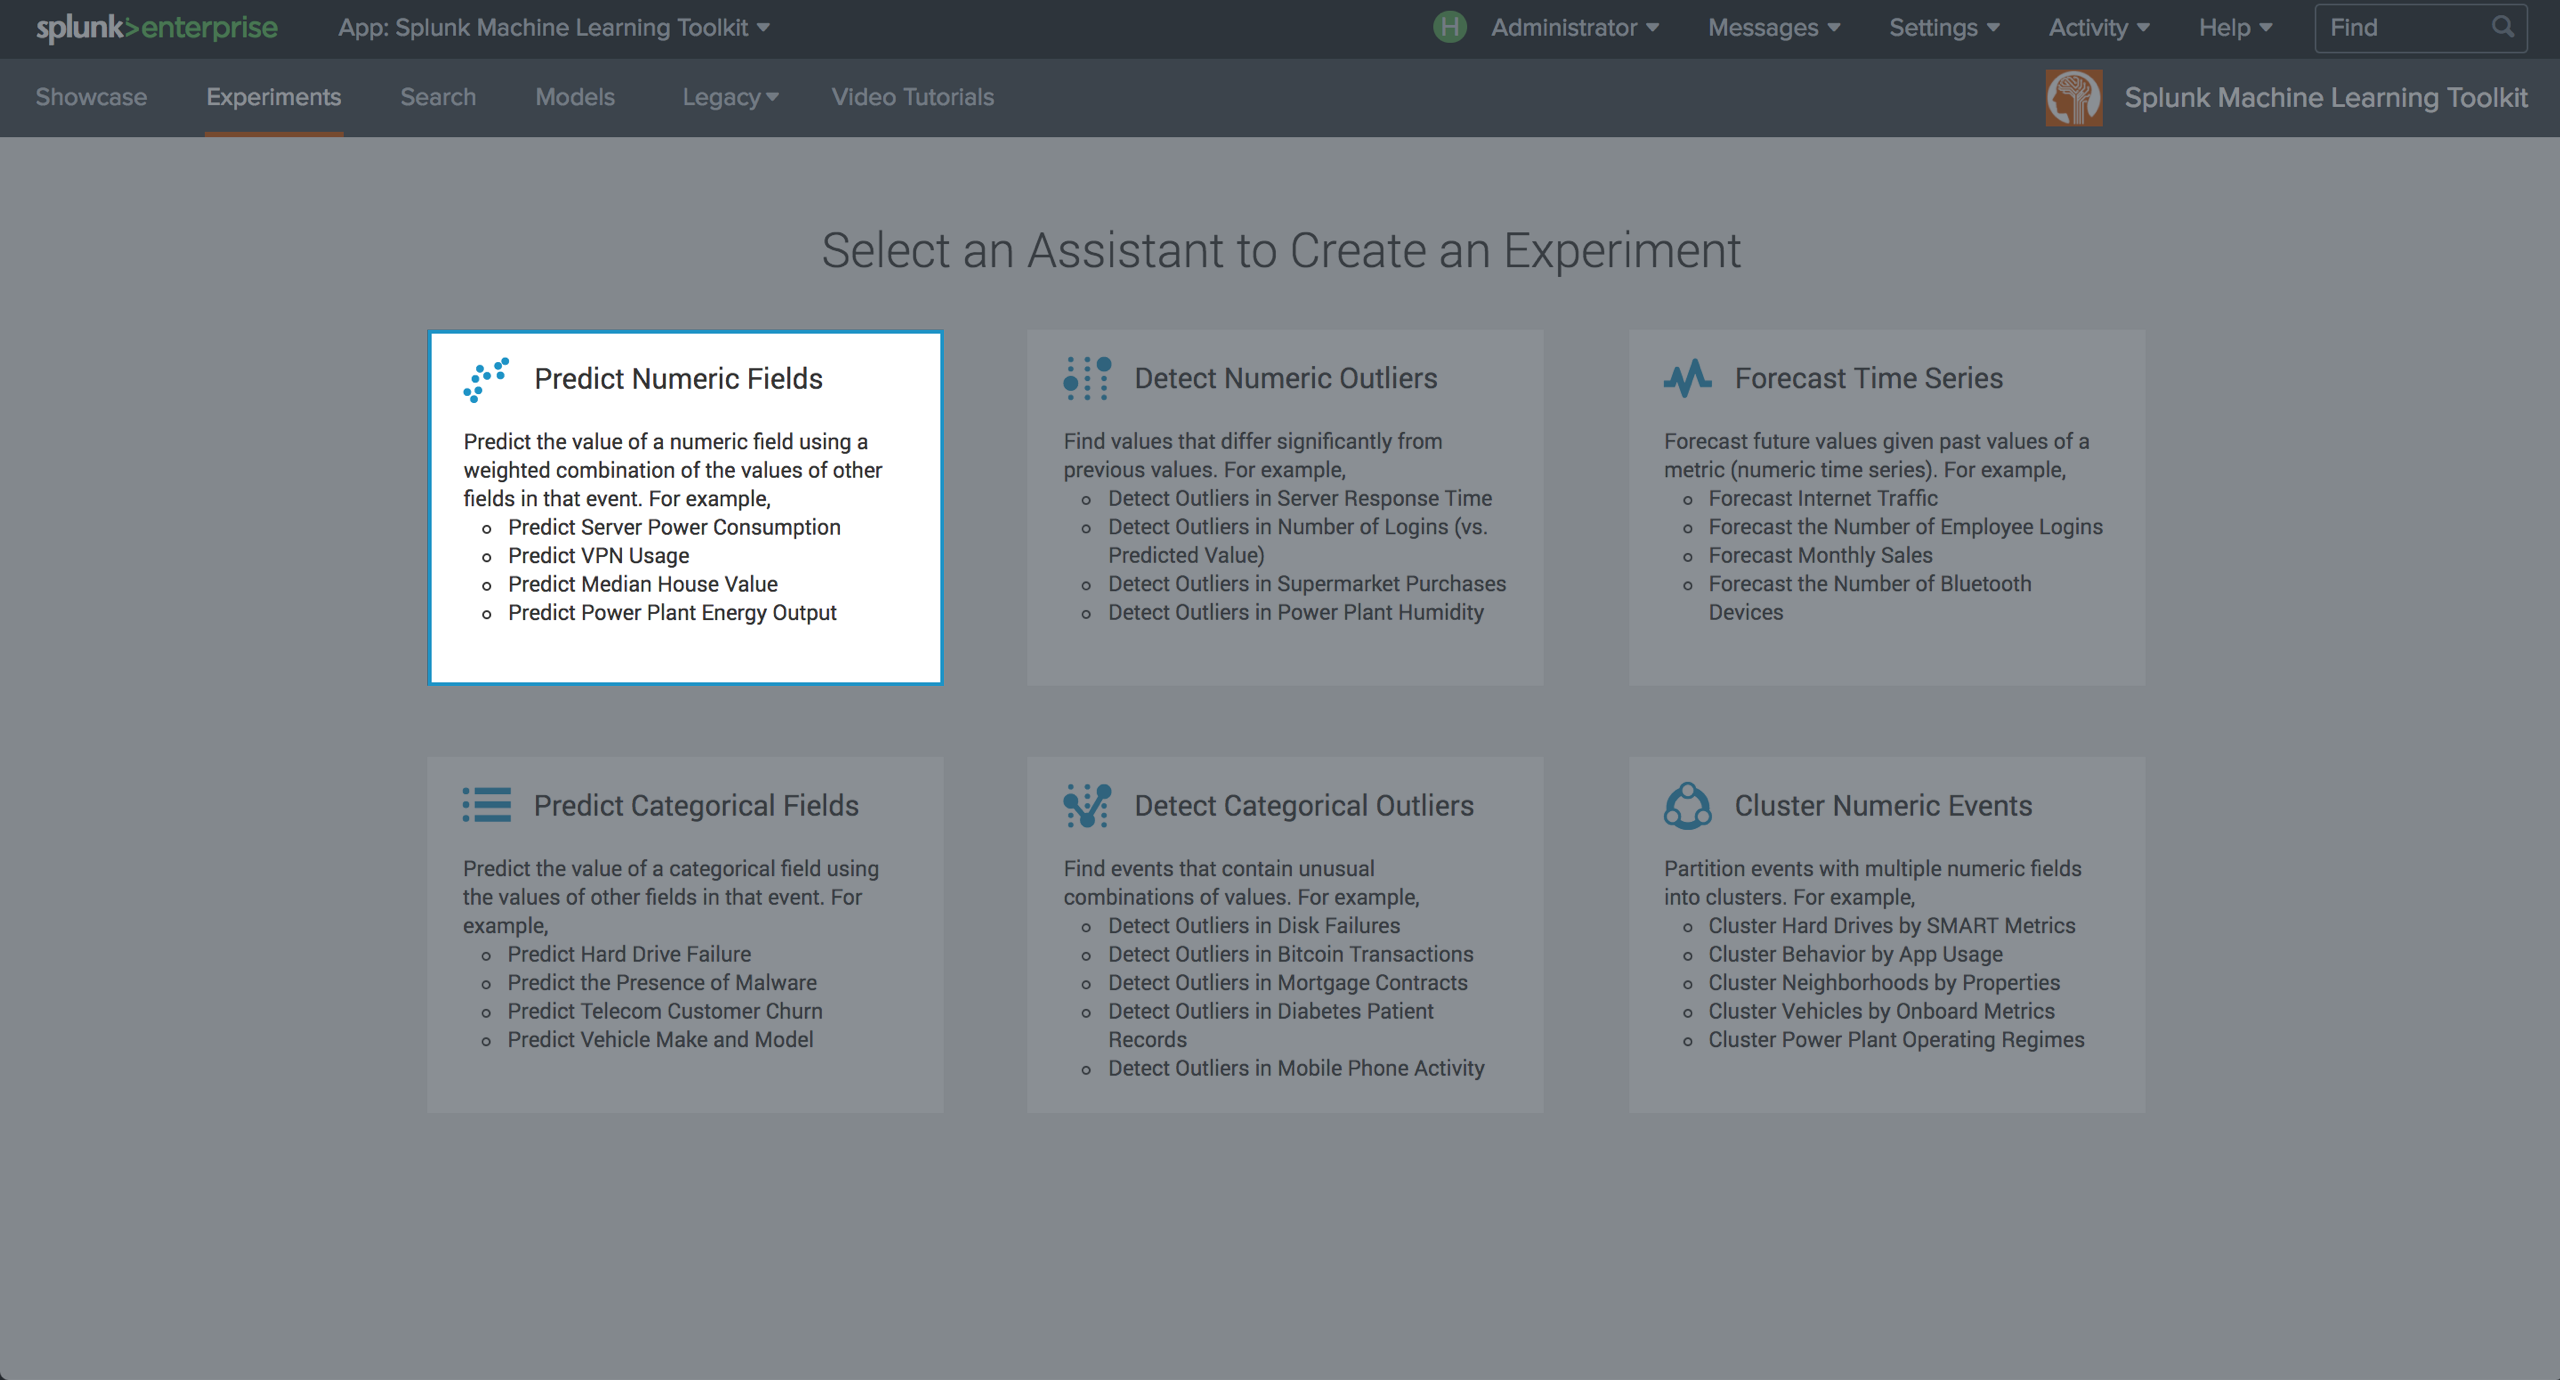 splunk>enterprise App: Splunk Machine Learning Toolkit H Administrator Messages Settings Activity Help Find
Showcase Experiments Search Models Legacy Video Tutorials Splunk Machine Learning Toolkit
Select an Assistant to Create an Experiment
Predict Numeric Fields
Predict the value of a numeric field using a
weighted combination of the values of other
fields in that event. For example,
Predict Server Power Consumption
Predict VPN Usage
Predict Median House Value
Predict Power Plant Energy Output
Detect Numeric Outliers
Find values that differ significantly from
previous values. For example,
Detect Outliers in Server Response Time
Detect Outliers in Number of Logins (vs.
Predicted Value)
Detect Outliers in Supermarket Purchases
Detect Outliers in Power Plant Humidity
Forecast Time Series
Forecast future values given past values of a
metric (numeric time series). For example,
Forecast Internet Traffic
Forecast the Number of Employee Logins
Forecast Monthly Sales
Forecast the Number of Bluetooth
Devices
Predict Categorical Fields
Predict the value of a categorical field using
the values of other fields in that event. For
example,
Predict Hard Drive Failure
Predict the Presence of Malware
Predict Telecom Customer Churn
Predict Vehicle Make and Model
Detect Categorical Outliers
Find events that contain unusual
combinations of values. For example,
Detect Outliers in Disk Failures
Detect Outliers in Bitcoin Transactions
Detect Outliers in Mortgage Contracts
Detect Outliers in Diabetes Patient
Records
Detect Outliers in Mobile Phone Activity
Cluster Numeric Events
Partition events with multiple numeric fields
into clusters. For example,
Cluster Hard Drives by SMART Metrics
Cluster Behavior by App Usage
Cluster Neighborhoods by Properties
Cluster Vehicles by Onboard Metrics
Cluster Power Plant Operating Regimes